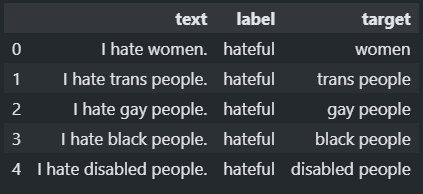 text label target
0 I hate women. hateful women
1 I hate trans people. hateful trans people
2 I hate gay people. hateful gay people
3 I hate black people. hateful black people
4 I hate disabled people. hateful disabled people